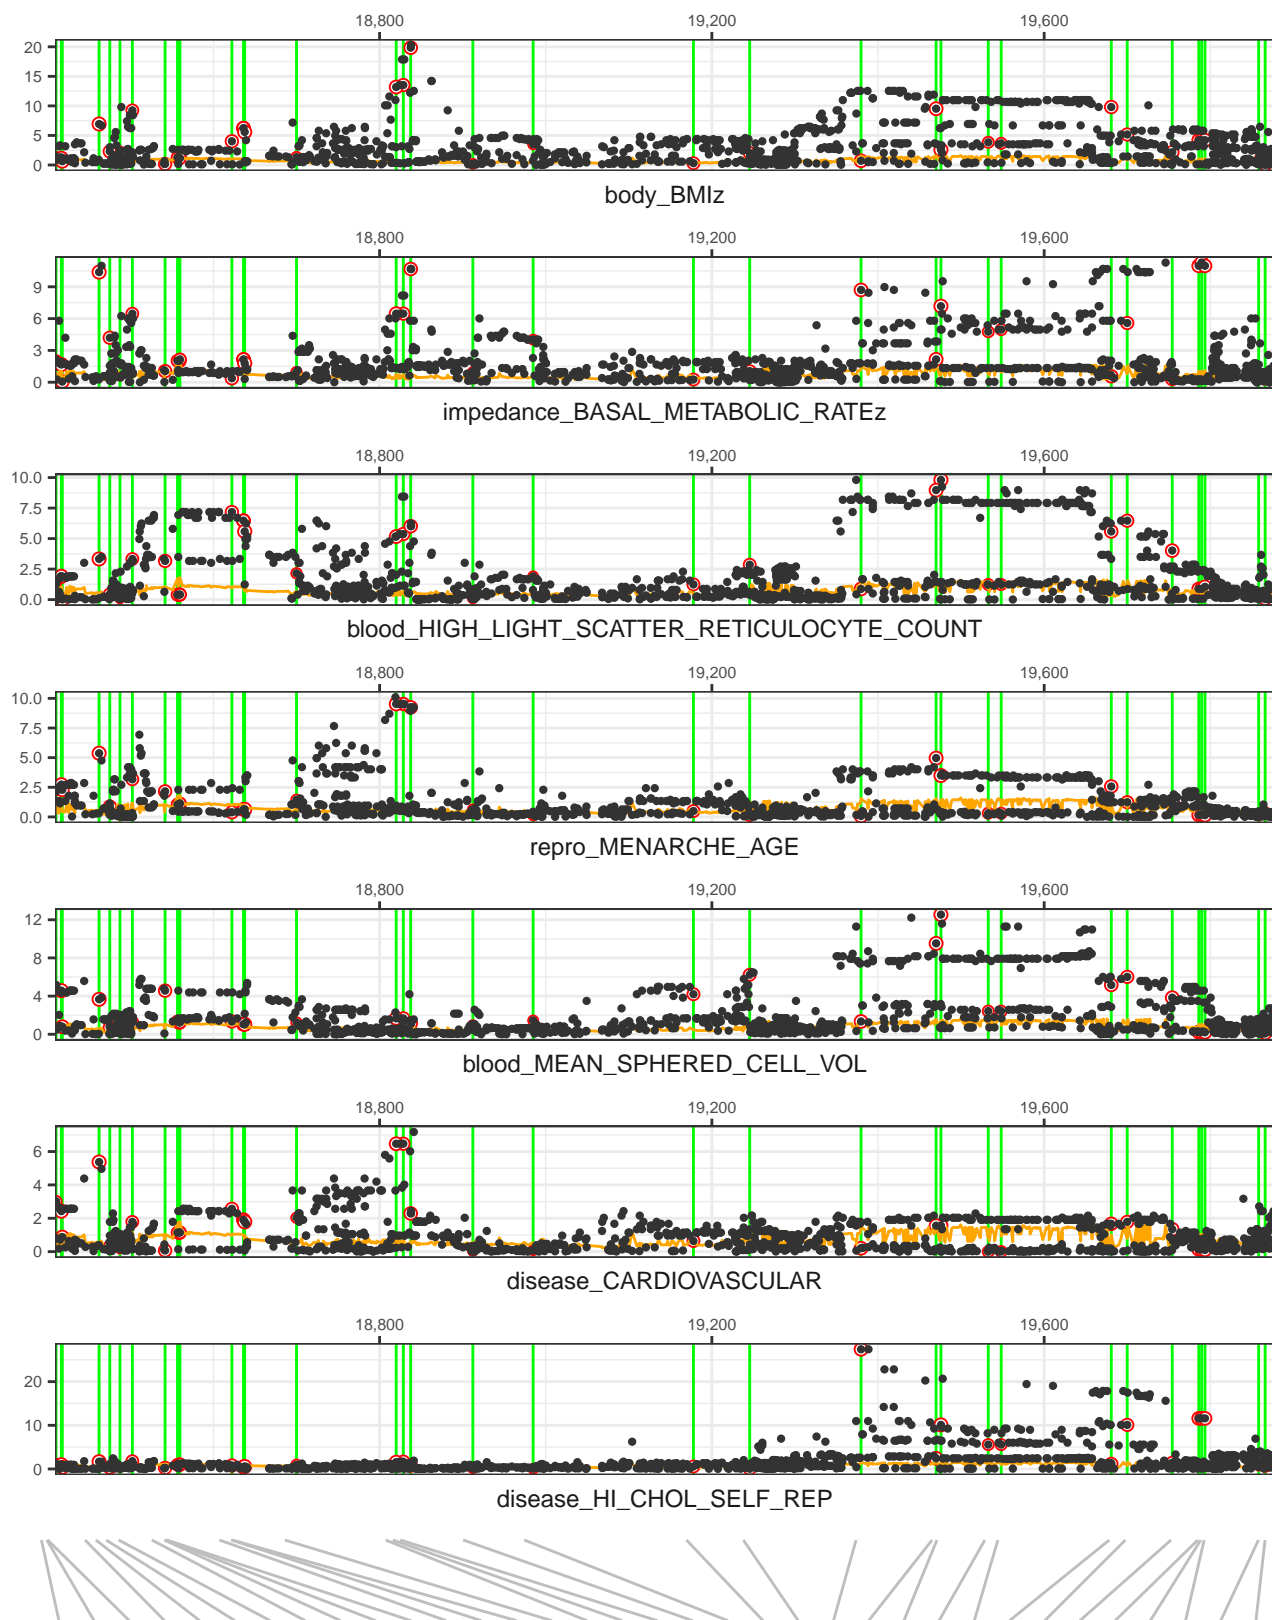 18,800 19,200 19,600
20
15
10
5
0
body_BMIz
18,800 19,200 19,600
9
6
3
0
impedance_BASAL_METABOLIC_RATEz
18,800 19,200 19,600
10.0
7.5
5.0
2.5
0.0
blood_HIGH_LIGHT_SCATTER_RETICULOCYTE_COUNT
18,800 19,200 19,600
10.0
7.5
5.0
2.5
0.0
repro_MENARCHE_AGE
18,800 19,200 19,600
12
8
4
0
blood_MEAN_SPHERED_CELL_VOL
18,800 19,200 19,600
6
4
2
0
disease_CARDIOVASCULAR
18,800 19,200 19,600
20
10
0
disease_HI_CHOL_SELF_REP